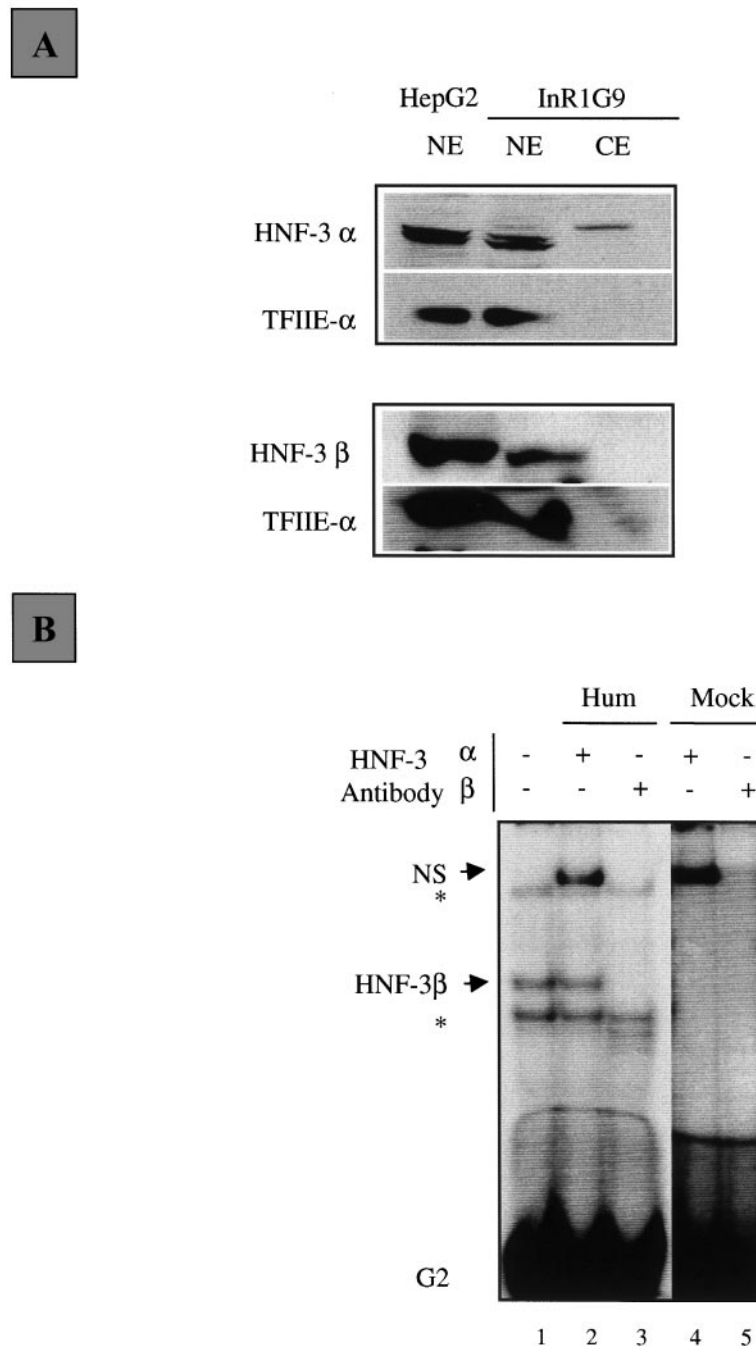 A
HepG2 InR1G9
NE NE CE
HNF-3 α
TFIIE-α
HNF-3 β
TFIIE-α
B
Hum Mock
HNF-3 α - + - + -
Antibody β - - + - +
NS
*
HNF-3β
*
G2
1 2 3 4 5